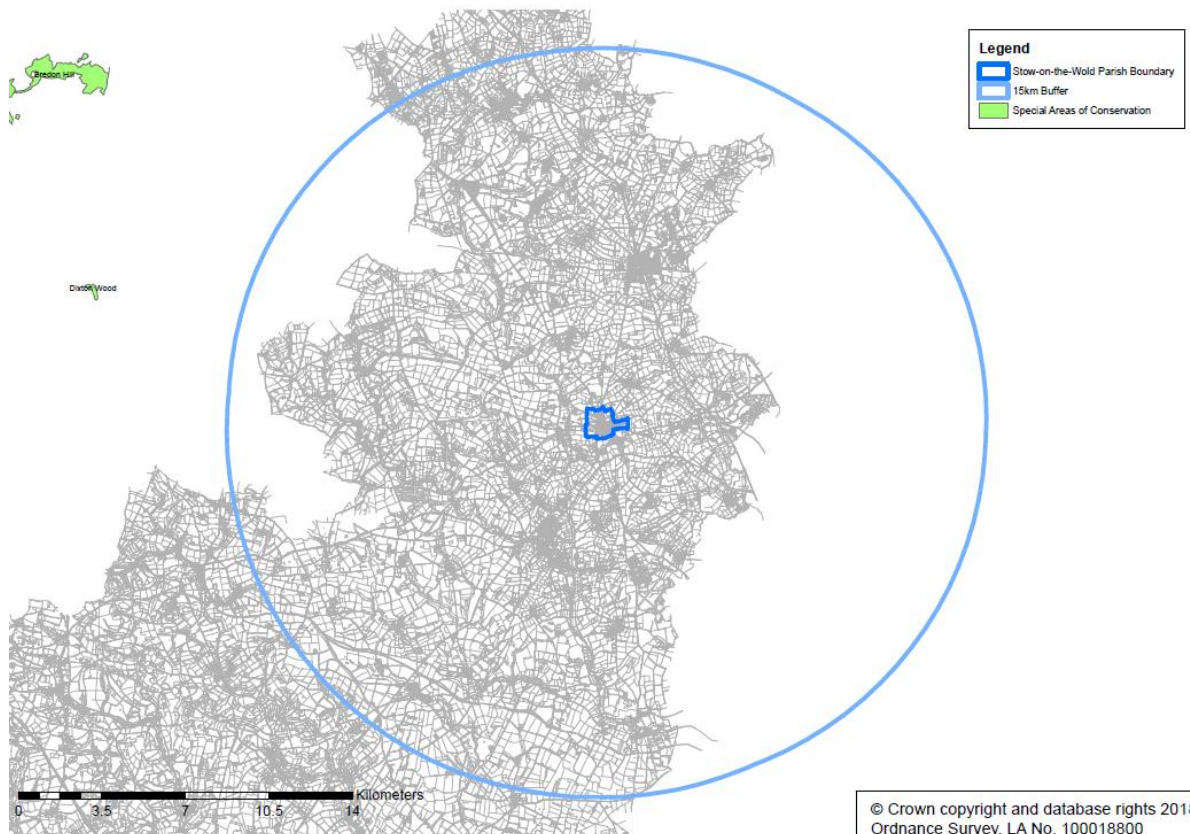 Bredon Hill
Legend
Stow-on-the-Wold Parish Boundary
15km Buffer
Special Areas of Conservation
Dixton Wood
Kilometers
0 3.5 7 10.5 14
© Crown copyright and database rights 2018
Ordnance Survey, LA No. 100018800